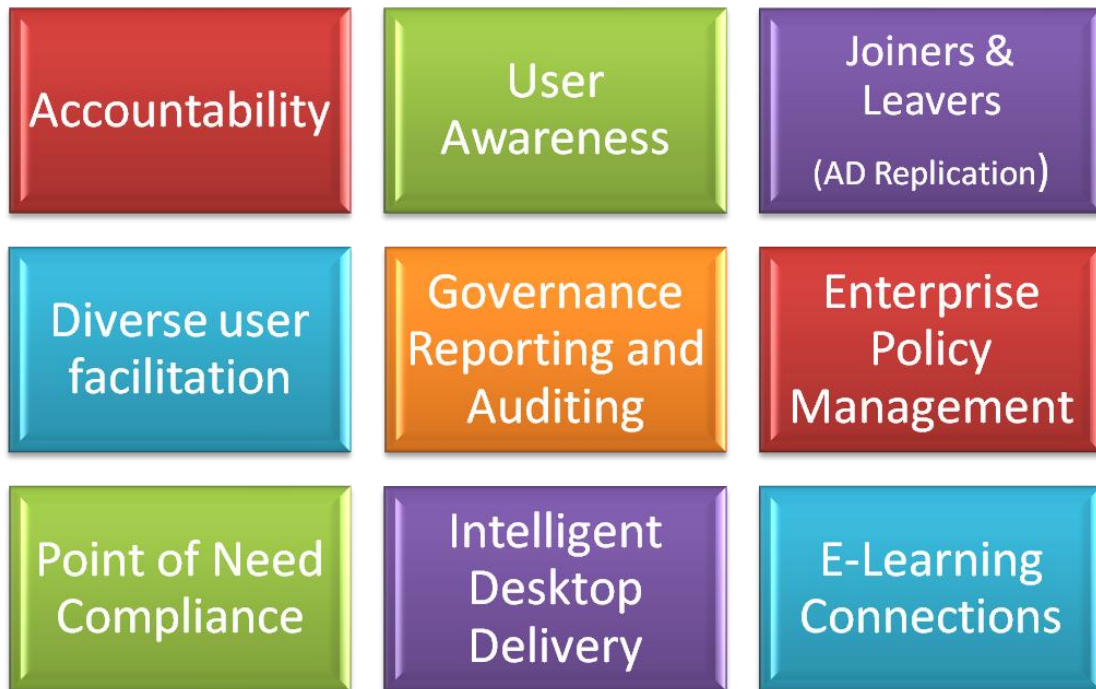 Accountability
User
Awareness
Joiners &
Leavers
(AD Replication)
Diverse user
facilitation
Governance
Reporting and
Auditing
Enterprise
Policy
Management
Point of Need
Compliance
Intelligent
Desktop
Delivery
E-Learning
Connections